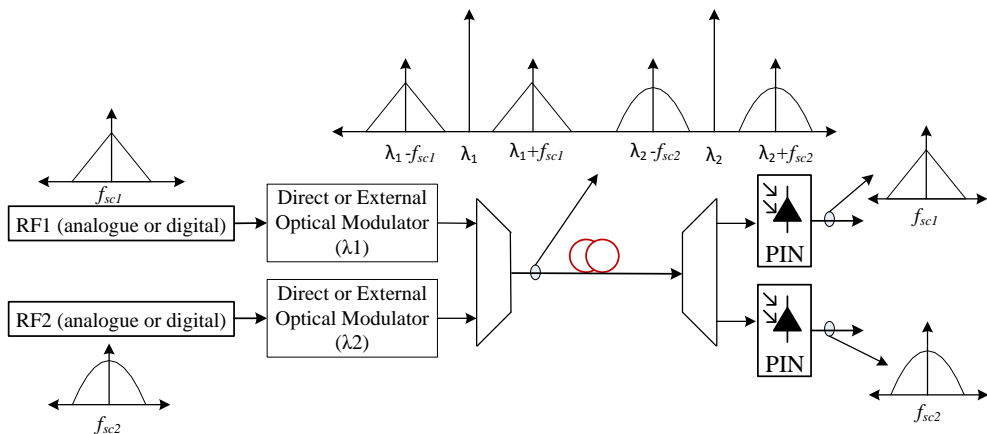 λ1 -fsc1 λ1 λ1+fsc1 λ2-fsc2 λ2 λ2+fsc2
fsc1
RF1 (analogue or digital)
Direct or External
Optical Modulator
(λ1)
PIN
fsc1
RF2 (analogue or digital)
Direct or External
Optical Modulator
(λ2)
PIN
fsc2
fsc2